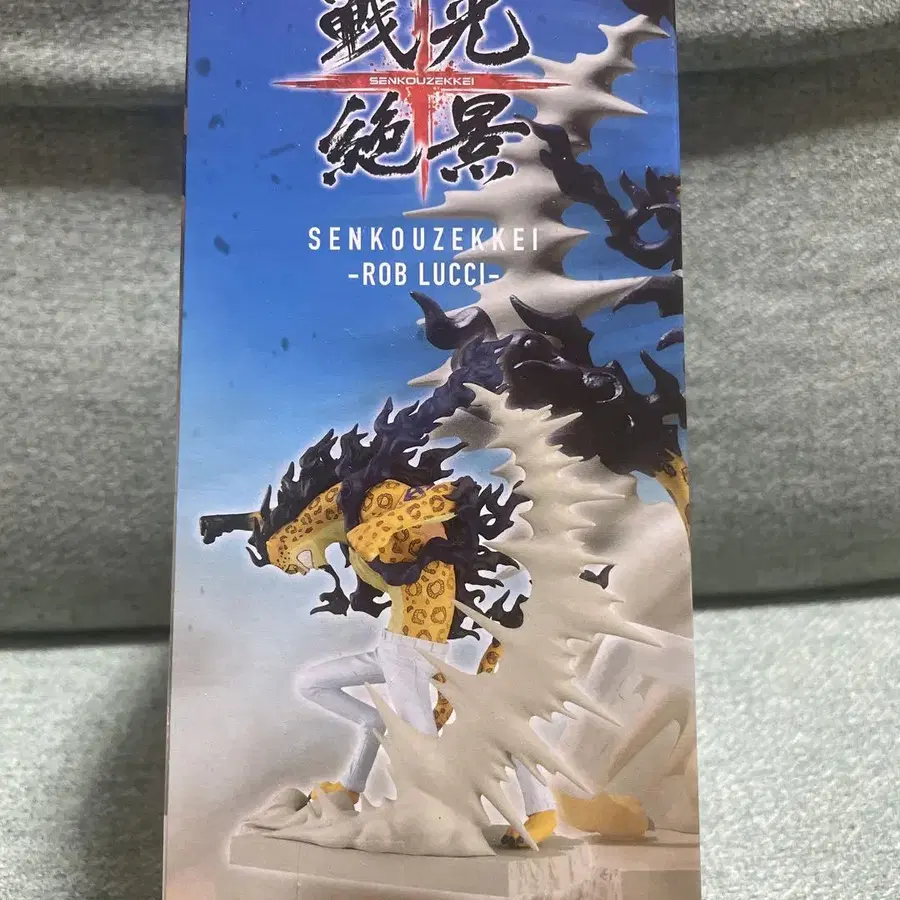 戦光
SENKOUZEKKEI
絶景
SENKOUZEKKEI
-ROB LUCCI-